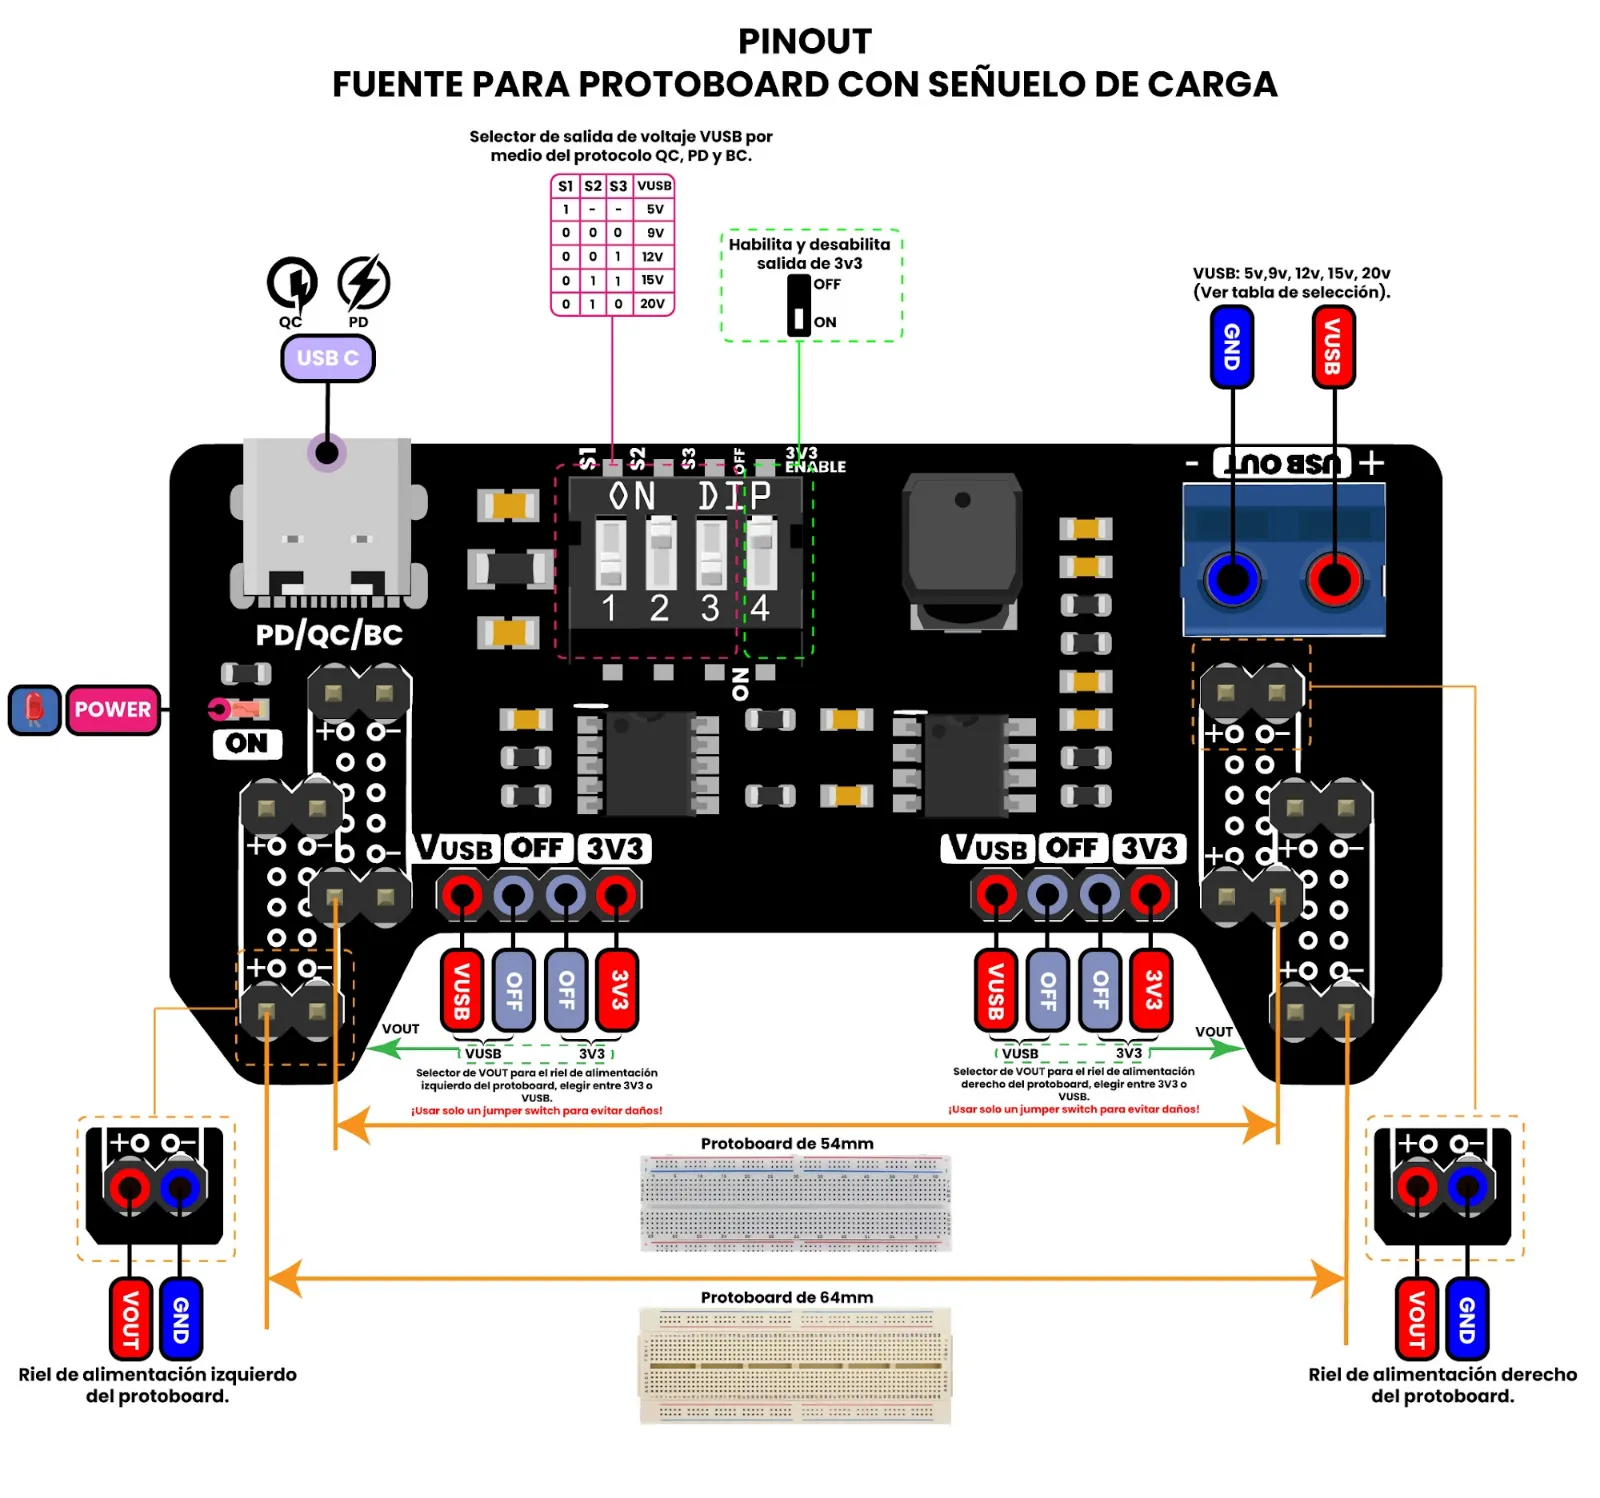 PINOUT
FUENTE PARA PROTOBOARD CON SEÑUELO DE CARGA
Selector de salida de voltaje VUSB por
medio del protocolo QC, PD y BC.
S1 S2 S3 VUSB
1 - - 5V
0 0 0 9V
0 0 1 12V
0 1 1 15V
0 1 0 20V
Habilita y desabilita
salida de 3v3
OFF
ON
VUSB: 5v,9v, 12v, 15v, 20v
(Ver tabla de selección).
QC PD
USB C
GND
VUSB
S1
S2
S3
OFF
3V3
ENABLE
- USB OUT +
ON DIP
1 2 3 4
ON
PD/QC/BC
POWER
ON
+ -
+ -
+ -
+ -
+ -
+
+ -
+ -
VUSB OFF 3V3
VUSB OFF 3V3
VUSB OFF OFF 3V3
VUSB OFF OFF 3V3
VOUT
VUSB 3V3
VUSB 3V3
VOUT
Selector de VOUT para el riel de alimentación
izquierdo del protoboard, elegir entre 3V3 o
VUSB.
¡Usar solo un jumper switch para evitar daños!
Selector de VOUT para el riel de alimentación
derecho del protoboard, elegir entre 3V3 o
VUSB.
¡Usar solo un jumper switch para evitar daños!
Protoboard de 54mm
+ -
+ -
VOUT GND
Riel de alimentación izquierdo
del protoboard.
Protoboard de 64mm
VOUT GND
Riel de alimentación derecho
del protoboard.